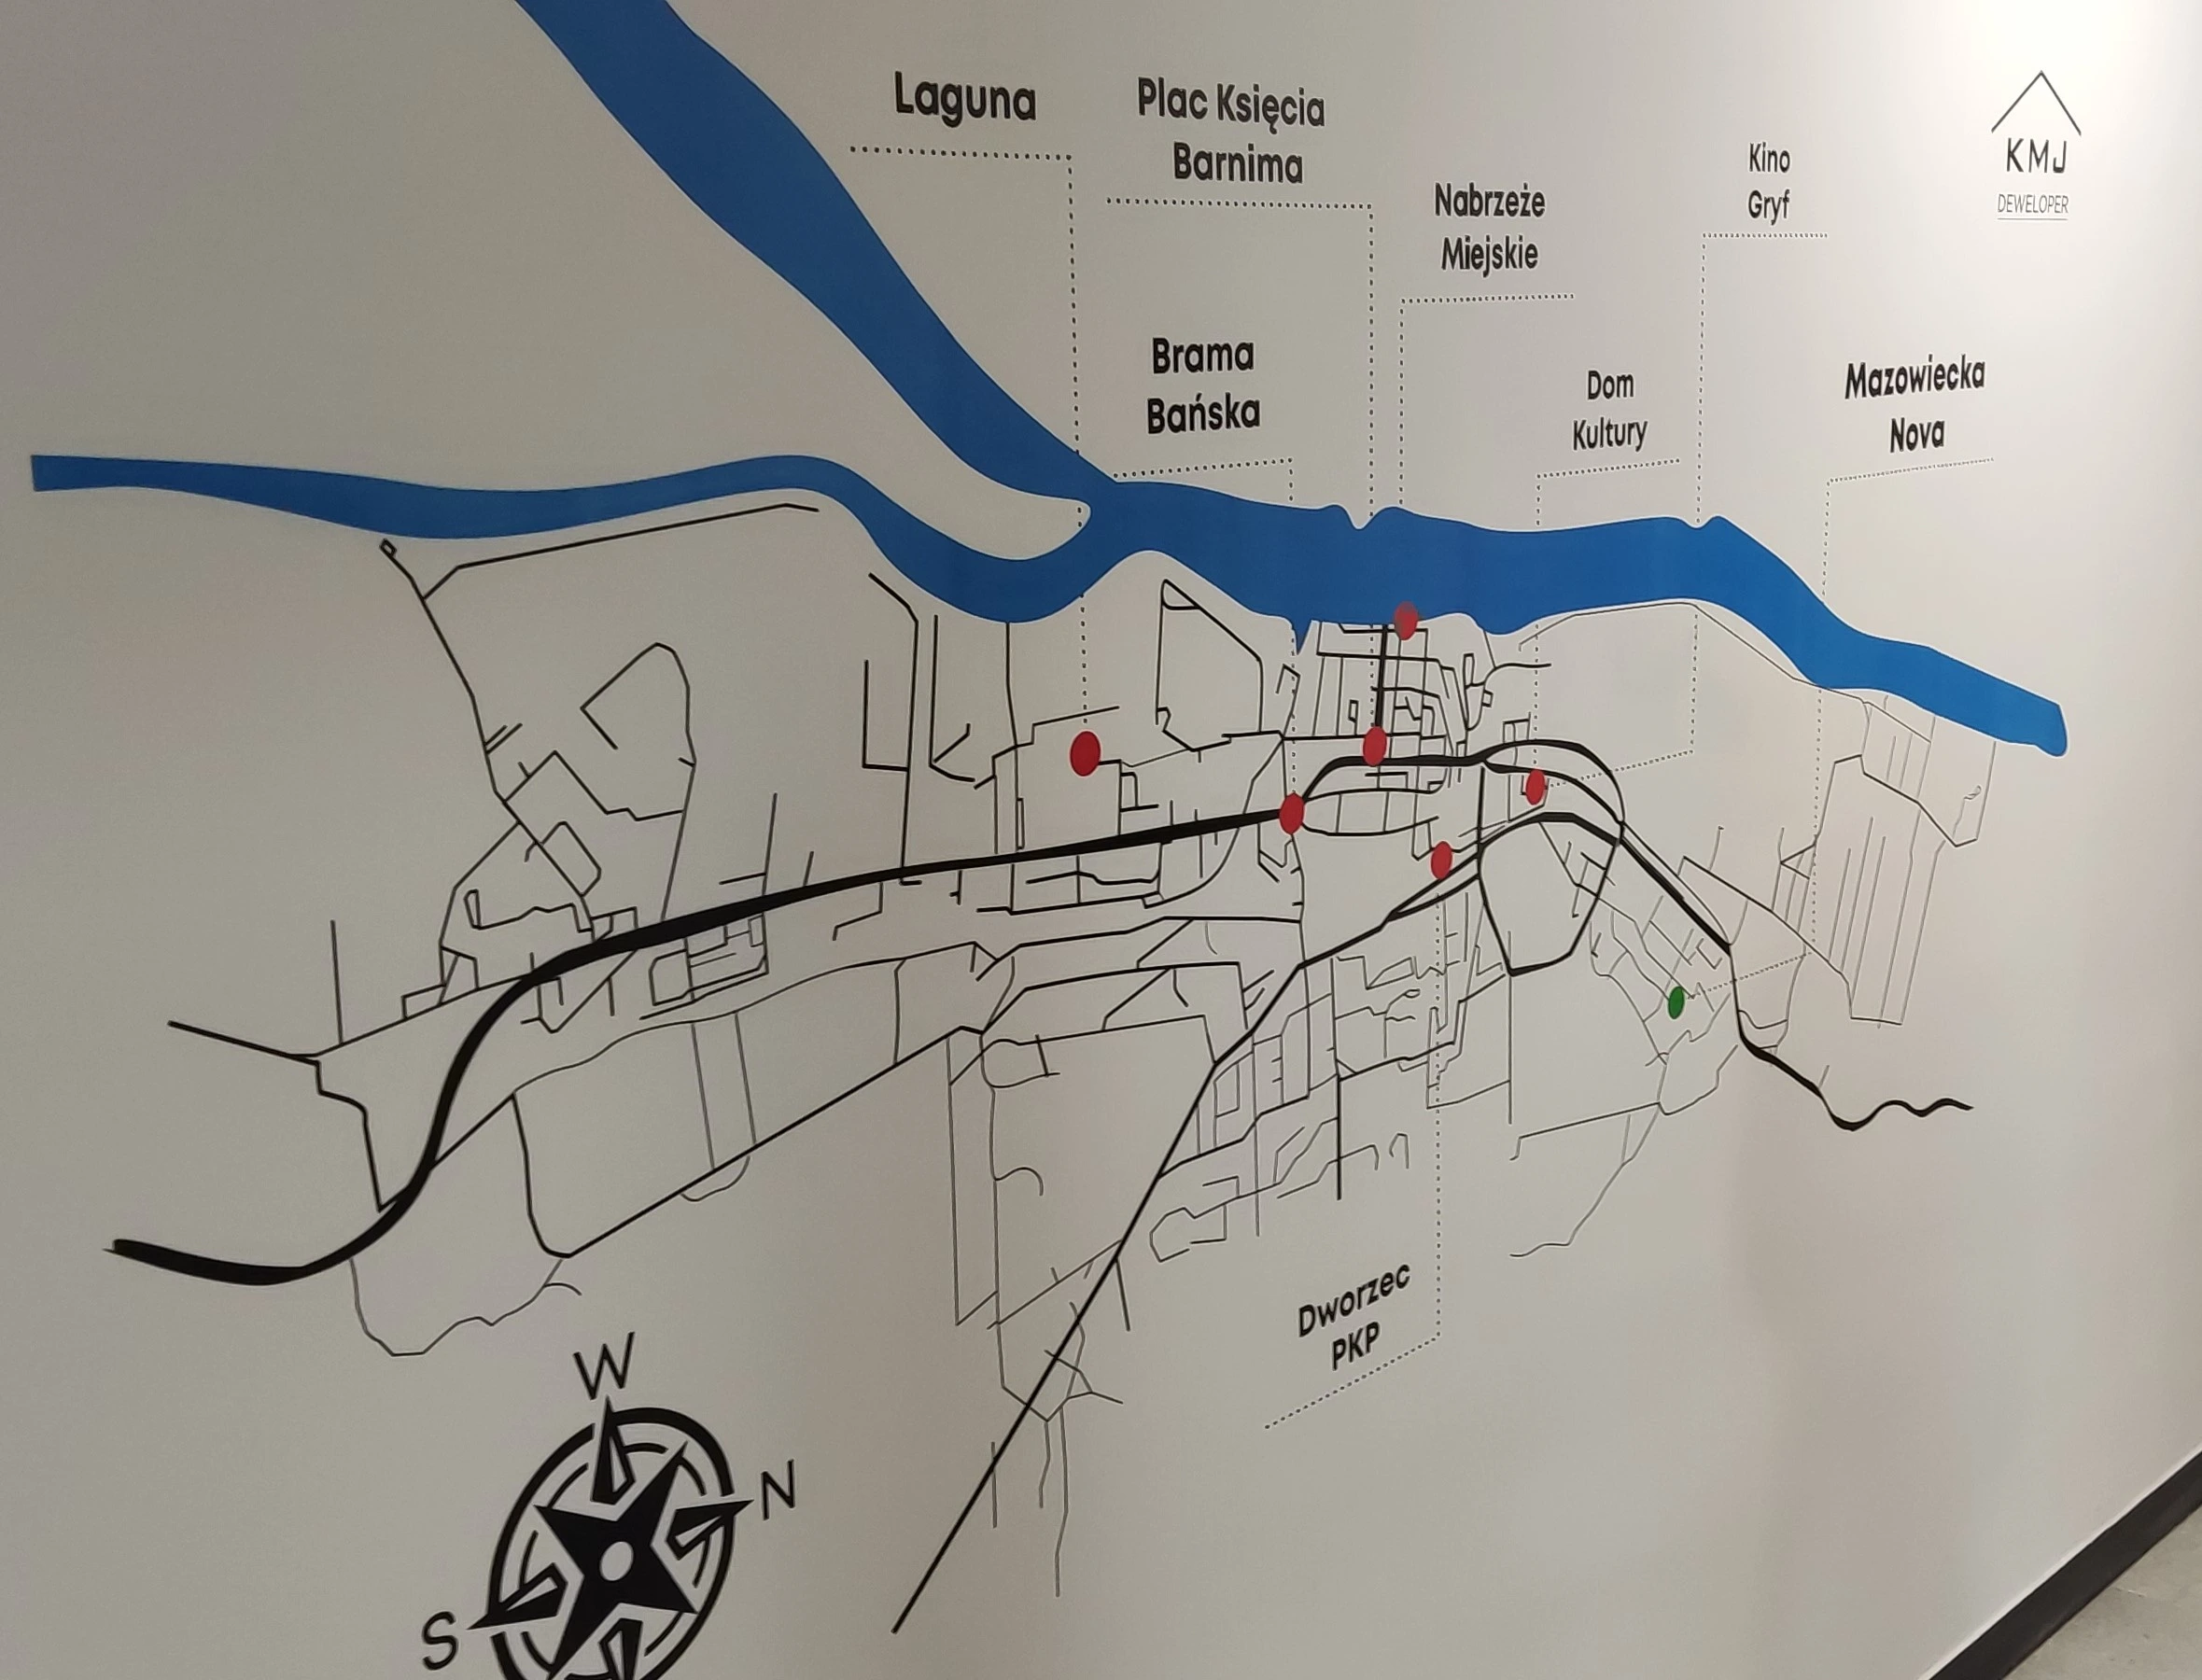 Laguna
Plac Księcia
Barnima
Nabrzeże
Miejskie
Kino
Gryf
KMJ
DEWELOPER
Brama
Bańska
Dom
Kultury
Mazowiecka
Nova
Dworzec
PKP
W
N
S